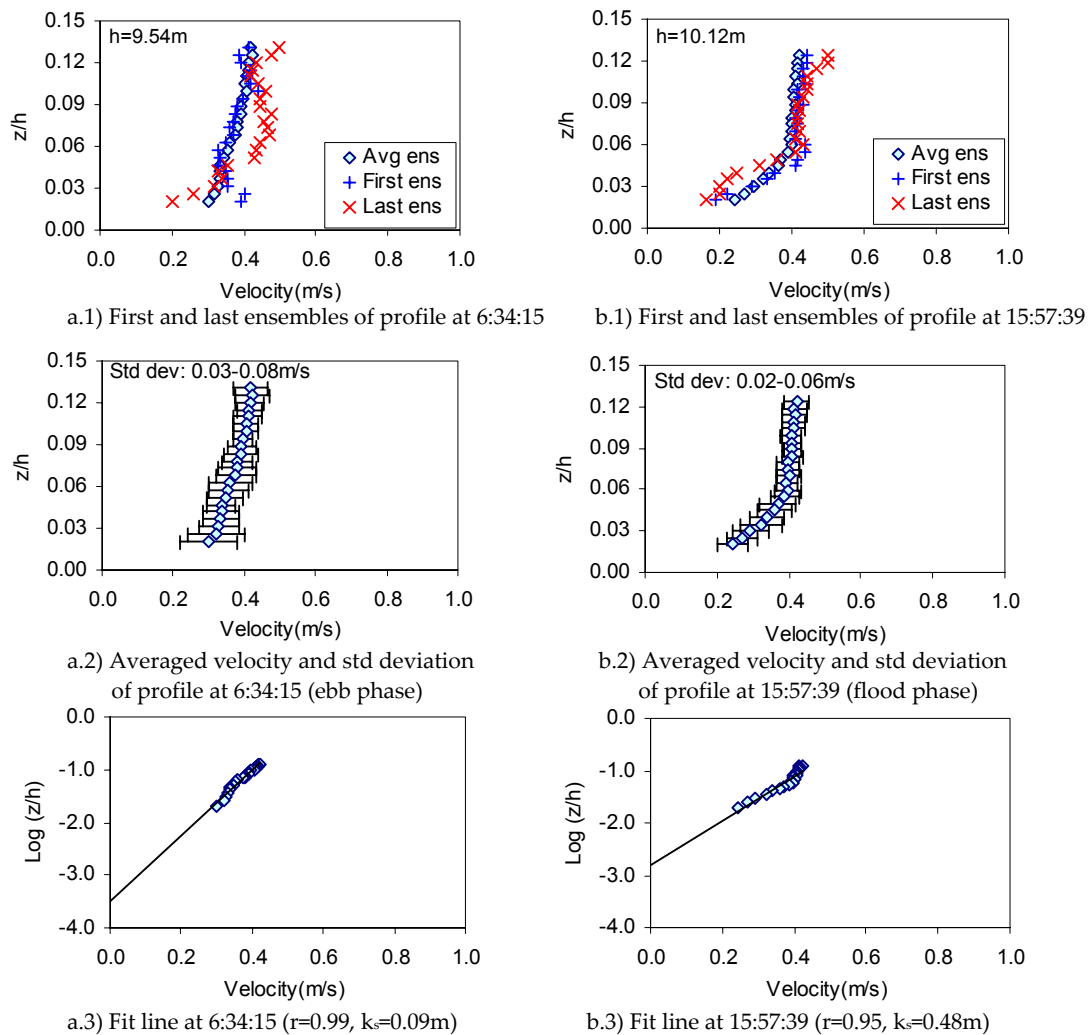 h=9.54m
z/h
0.15
0.12
0.09
0.06
0.03
0.00
Avg ens
First ens
Last ens
0.0 0.2 0.4 0.6 0.8 1.0
Velocity(m/s)
a.1) First and last ensembles of profile at 6:34:15
h=10.12m
z/h
0.15
0.12
0.09
0.06
0.03
0.00
Avg ens
First ens
Last ens
0.0 0.2 0.4 0.6 0.8 1.0
Velocity(m/s)
b.1) First and last ensembles of profile at 15:57:39
Std dev: 0.03-0.08m/s
z/h
0.15
0.12
0.09
0.06
0.03
0.00
0.0 0.2 0.4 0.6 0.8 1.0
Velocity(m/s)
a.2) Averaged velocity and std deviation
of profile at 6:34:15 (ebb phase)
Std dev: 0.02-0.06m/s
z/h
0.15
0.12
0.09
0.06
0.03
0.00
0.0 0.2 0.4 0.6 0.8 1.0
Velocity(m/s)
b.2) Averaged velocity and std deviation
of profile at 15:57:39 (flood phase)
Log (z/h)
0.0
-1.0
-2.0
-3.0
-4.0
0.0 0.2 0.4 0.6 0.8 1.0
Velocity(m/s)
a.3) Fit line at 6:34:15 (r=0.99, ks=0.09m)
Log (z/h)
0.0
-1.0
-2.0
-3.0
-4.0
0.0 0.2 0.4 0.6 0.8 1.0
Velocity(m/s)
b.3) Fit line at 15:57:39 (r=0.95, ks=0.48m)